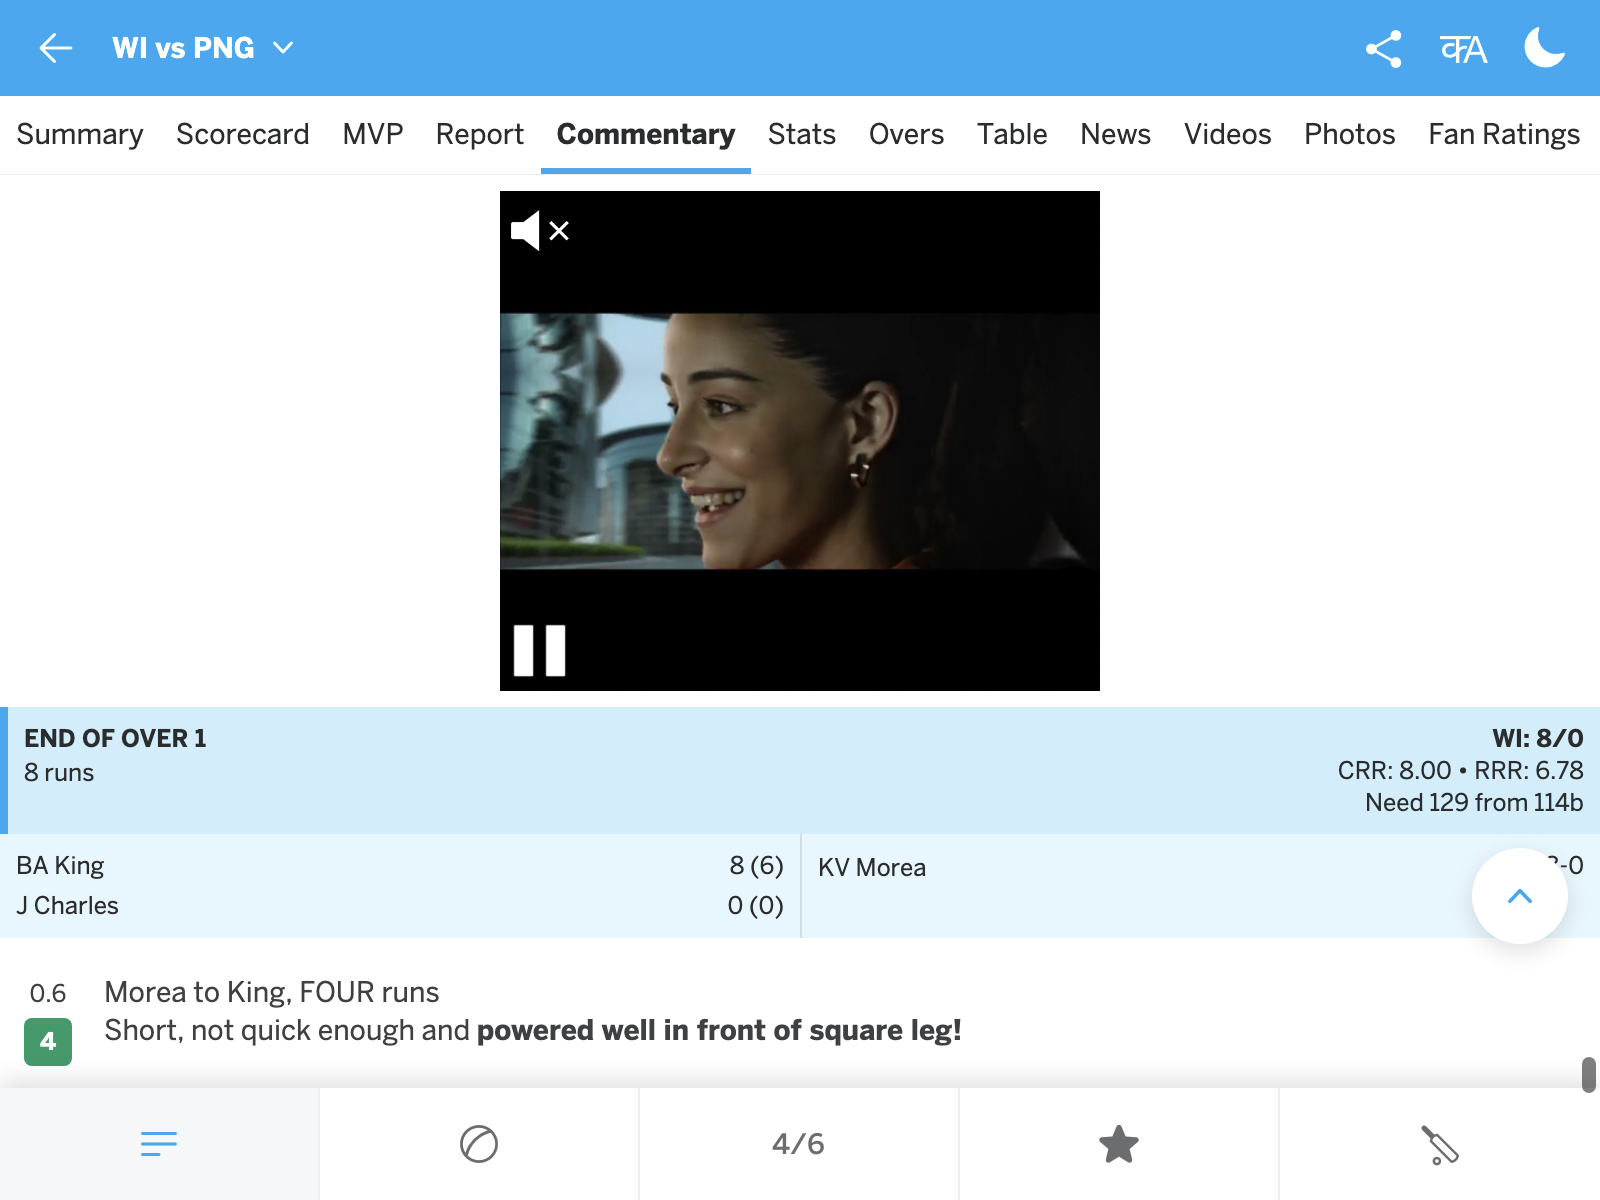 WI vs PNG
कA
Summary Scorecard MVP Report Commentary Stats Overs Table News Videos Photos Fan Ratings
END OF OVER 1
8 runs
WI: 8/0
CRR: 8.00 • RRR: 6.78
Need 129 from 114b
BA King 8 (6)
J Charles 0 (0)
KV Morea
-0
0.6 Morea to King, FOUR runs
4 Short, not quick enough and powered well in front of square leg!
4/6